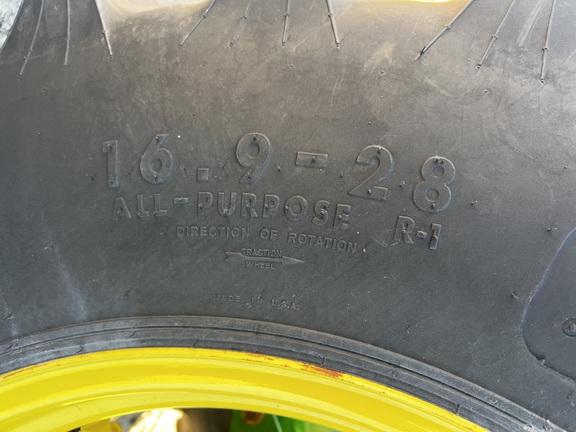 16.9-28
ALL-PURPOSE R-1
DIRECTION OF ROTATION
TRACTION
WHEEL
MADE IN U.S.A.